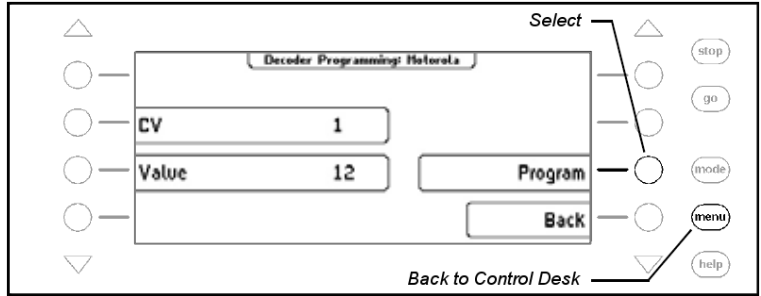 Select
Decoder Programming: Motorola
stop
go
CV 1
Value 12
Program
mode
Back
menu
Back to Control Desk
help